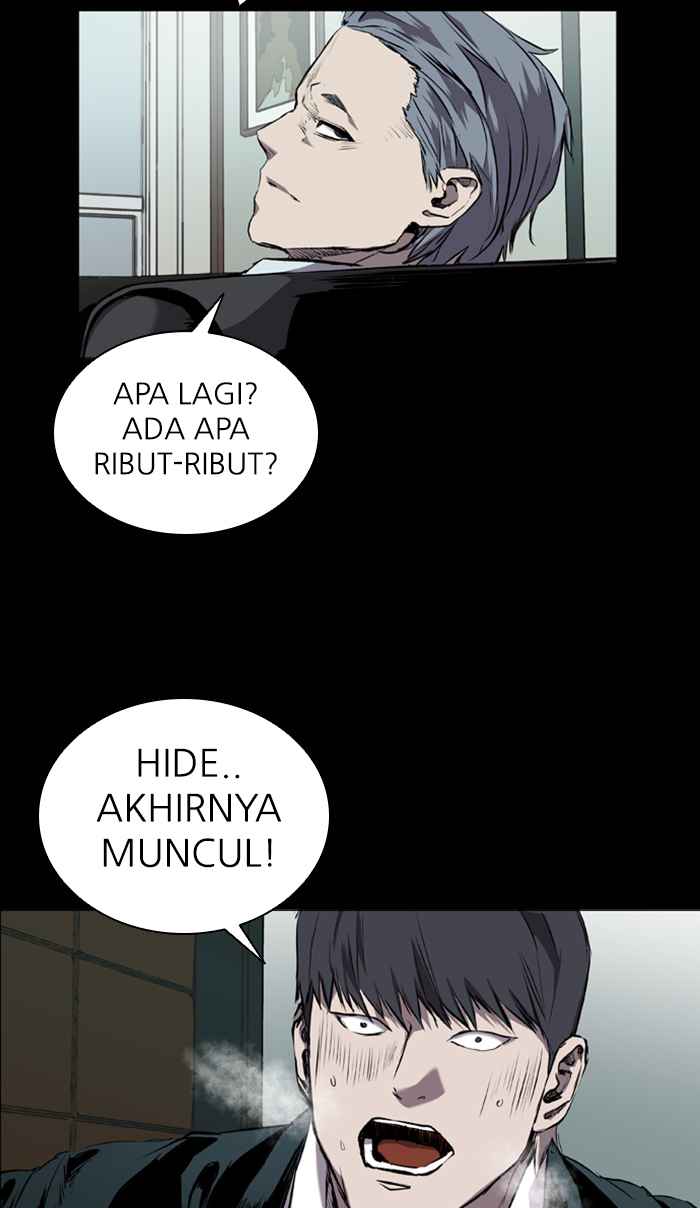 APA LAGI?
ADA APA
RIBUT-RIBUT?
HIDE..
AKHIRNYA
MUNCUL!